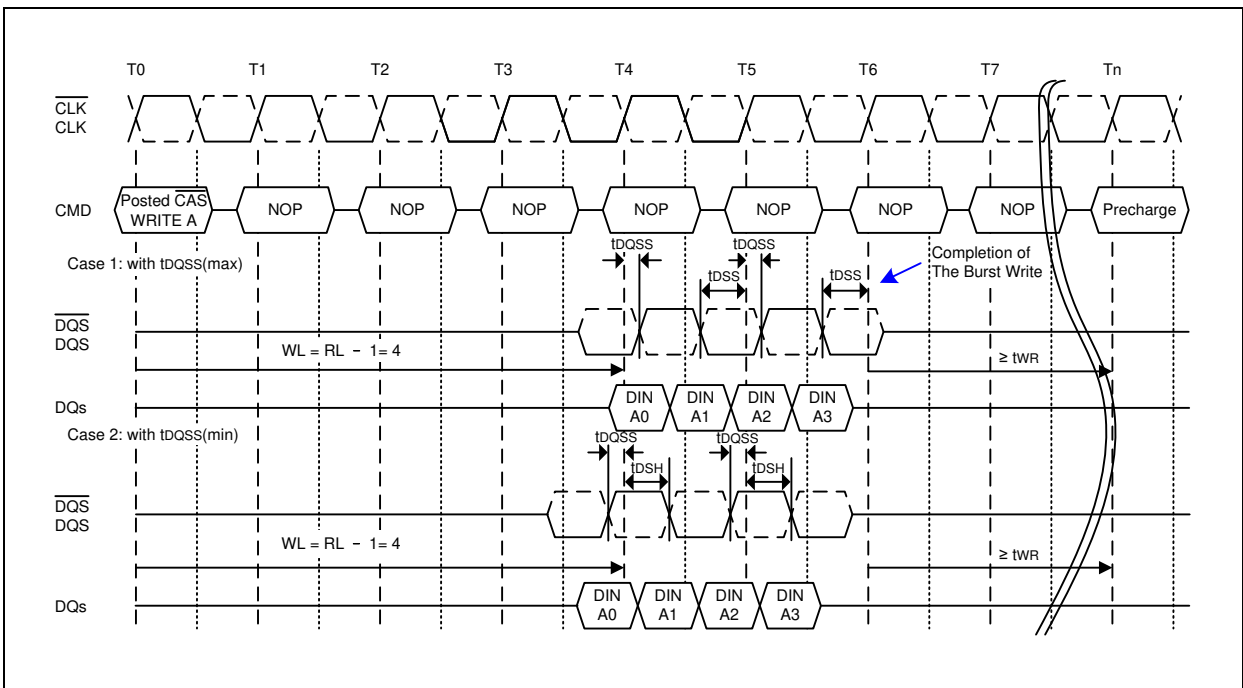 T0 T1 T2 T3 T4 T5 T6 T7 Tn
CLK
CLK
CMD
Posted CAS
WRITE A
NOP NOP NOP NOP NOP NOP NOP Precharge
Case 1: with tDQSS(max)
tDQSS tDQSS
tDSS tDSS
Completion of
The Burst Write
DQS
DQS
WL = RL - 1= 4
≥ tWR
DQs
DIN A0
DIN A1
DIN A2
DIN A3
Case 2: with tDQSS(min)
tDQSS tDQSS
tDSH tDSH
DQS
DQS
WL = RL - 1= 4
≥ tWR
DQs
DIN A0
DIN A1
DIN A2
DIN A3